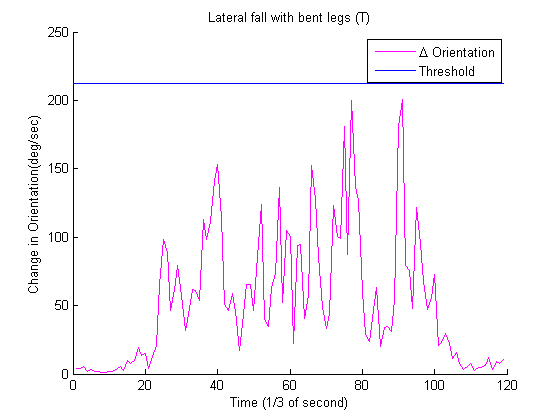 Lateral fall with bent legs (T)
250
200
150
100
50
0
Change in Orientation(deg/sec)
Δ Orientation
Threshold
0
20
40
60
80
100
120
Time (1/3 of second)